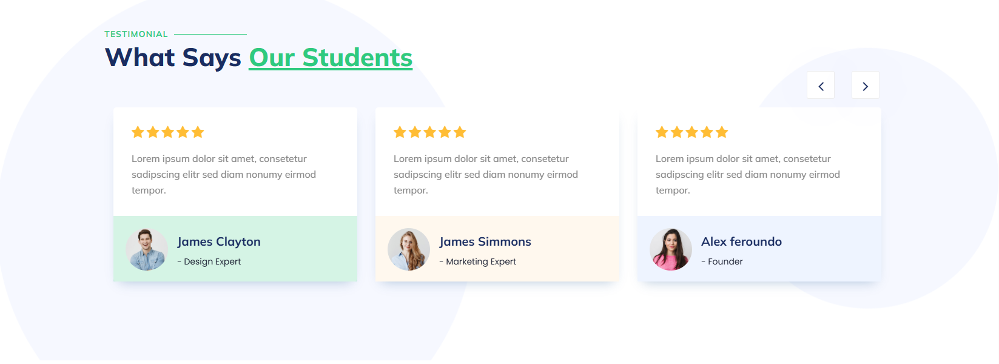 TESTIMONIAL
What Says Our Students
Lorem ipsum dolor sit amet, consetetur
sadipscing elitr sed diam nonumy eirmod
tempor.
James Clayton
- Design Expert
Lorem ipsum dolor sit amet, consetetur
sadipscing elitr sed diam nonumy eirmod
tempor.
James Simmons
- Marketing Expert
Lorem ipsum dolor sit amet, consetetur
sadipscing elitr sed diam nonumy eirmod
tempor.
Alex feroundo
- Founder